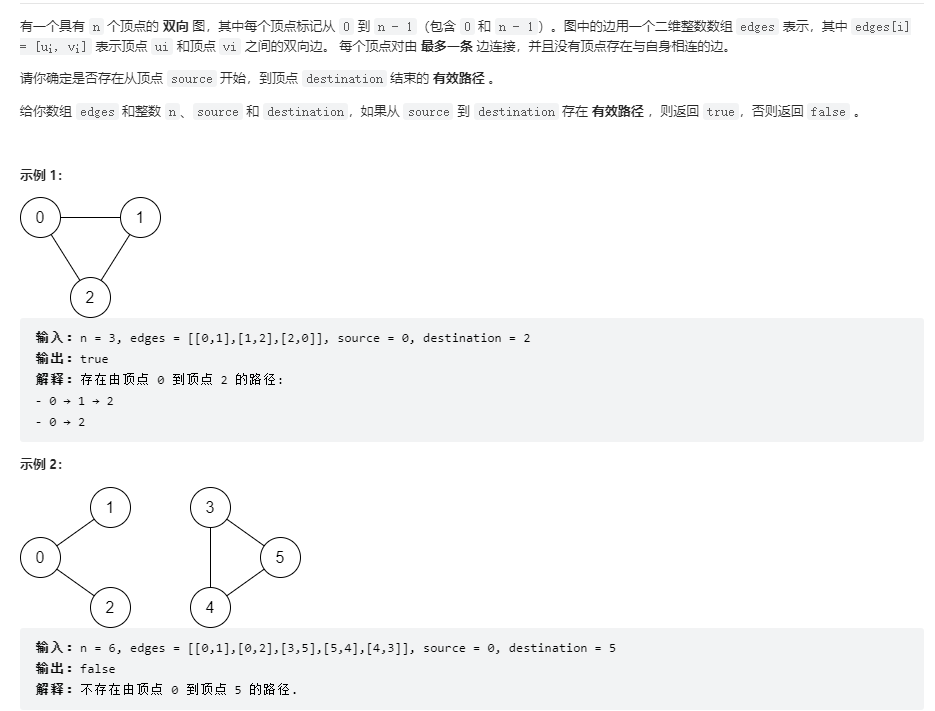 有一个具有 n 个顶点的 双向 图，其中每个顶点标记从 0 到 n - 1（包含 0 和 n - 1）。图中的边用一个二维整数数组 edges 表示，其中 edges[i]
= [ui, vi] 表示顶点 ui 和顶点 vi 之间的双向边。 每个顶点对由 最多一条 边连接，并且没有顶点存在与自身相连的边。
请你确定是否存在从顶点 source 开始，到顶点 destination 结束的 有效路径 。
给你数组 edges 和整数 n、source 和 destination，如果从 source 到 destination 存在 有效路径 ，则返回 true，否则返回 false 。
示例 1：
0
1
2
输入：n = 3, edges = [[0,1],[1,2],[2,0]], source = 0, destination = 2
输出：true
解释：存在由顶点 0 到顶点 2 的路径:
- 0 → 1 → 2
- 0 → 2
示例 2：
1
3
0
5
2
4
输入：n = 6, edges = [[0,1],[0,2],[3,5],[5,4],[4,3]], source = 0, destination = 5
输出：false
解释：不存在由顶点 0 到顶点 5 的路径.